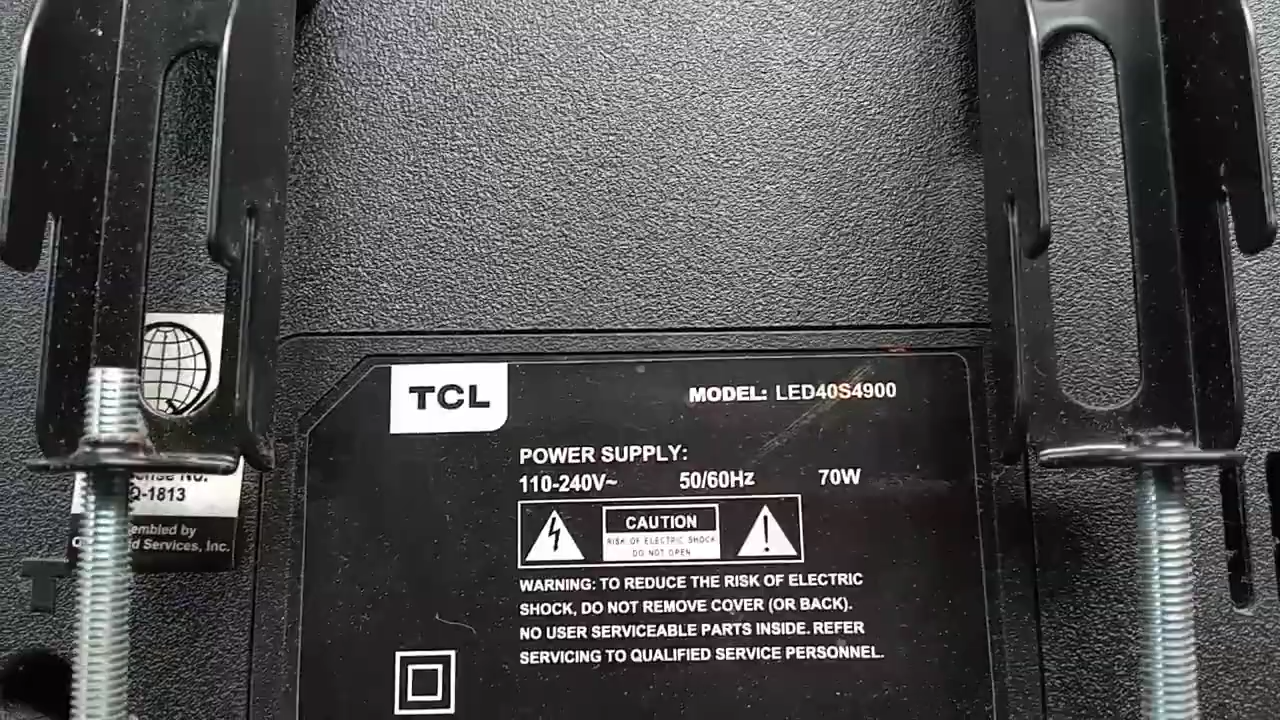 TCL
MODEL: LED40S4900
POWER SUPPLY:
110-240V~ 50/60Hz 70W
CAUTION
RISK OF ELECTRIC SHOCK
DO NOT OPEN
WARNING: TO REDUCE THE RISK OF ELECTRIC
SHOCK, DO NOT REMOVE COVER (OR BACK).
NO USER SERVICEABLE PARTS INSIDE. REFER
SERVICING TO QUALIFIED SERVICE PERSONNEL.
No.
Q-1813
Services, Inc.